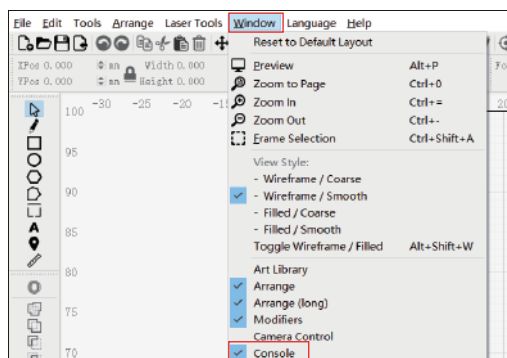 File Edit Tools Arrange Laser Tools Window Language Help
Reset to Default Layout
XPos 0.000 mm Width 0.000
YPos 0.000 mm Height 0.000
Preview Alt+P
Zoom to Page Ctrl+0
Zoom In Ctrl+=
Zoom Out Ctrl+-
Frame Selection Ctrl+Shift+A
View Style:
- Wireframe / Coarse
- Wireframe / Smooth
- Filled / Coarse
- Filled / Smooth
Toggle Wireframe / Filled Alt+Shift+W
Art Library
Arrange
Arrange (long)
Modifiers
Camera Control
Console
-30 -25 -20
100
95
90
85
80
75
70
A